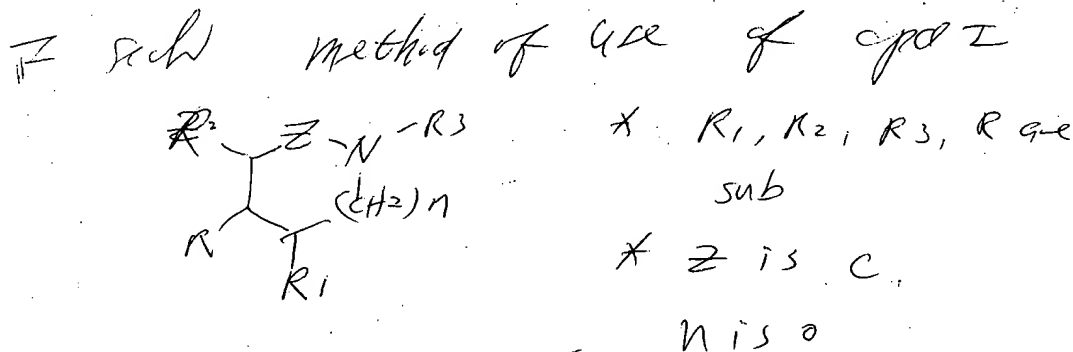 method of use of cpd I
R² Z N -R3 * R1, R2, R3, R are
(CH2)n sub
R * Z is C.
R1
n is 0